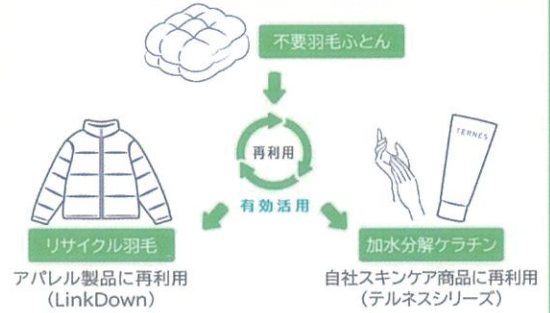 不要羽毛ふとん
再利用
有効活用
TERNES
リサイクル羽毛
アパレル製品に再利用
（LinkDown）
加水分解ケラチン
自社スキンケア商品に再利用
（テルネスシリーズ）